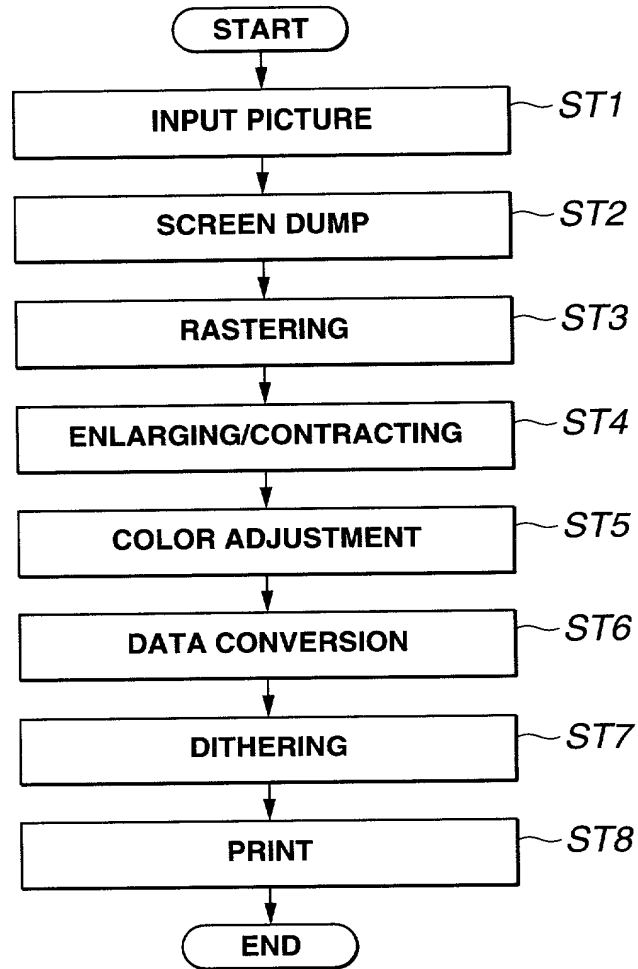 START
INPUT PICTURE ST1
SCREEN DUMP ST2
RASTERING ST3
ENLARGING/CONTRACTING ST4
COLOR ADJUSTMENT ST5
DATA CONVERSION ST6
DITHERING ST7
PRINT ST8
END